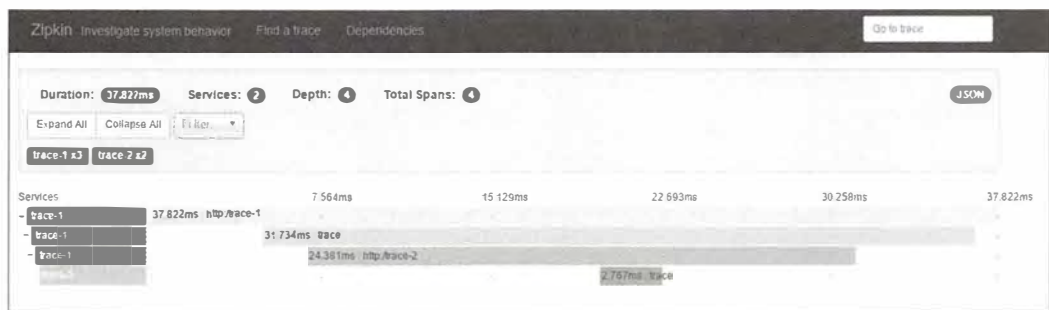 Zipkin Investigate system behavior Find a trace Dependencies Go to trace
Duration: 37.827ms Services: 2 Depth: 4 Total Spans: 4 JSON
Expand All Collapse All Filter
trace-1 x3 trace-2 x2
Services 7.564ms 15.129ms 22.693ms 30.258ms 37.822ms
- trace-1 37.822ms http:/trace-1
- trace-1 31.734ms trace
- trace-1 24.381ms http:/trace-2
2.767ms trace